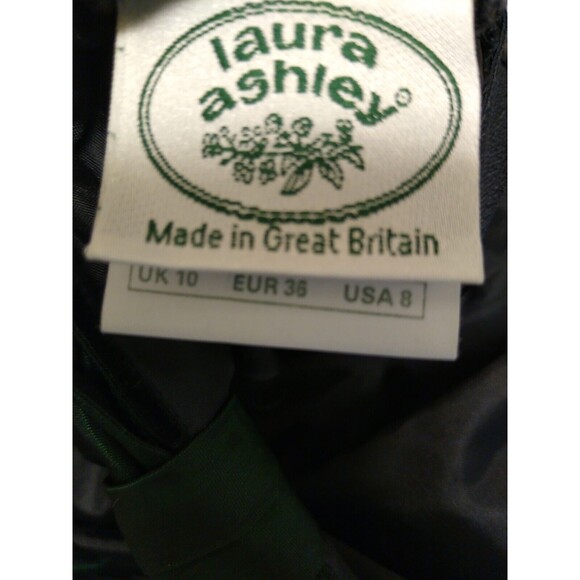 laura
ashley®
Made in Great Britain
UK 10 EUR 36 USA 8